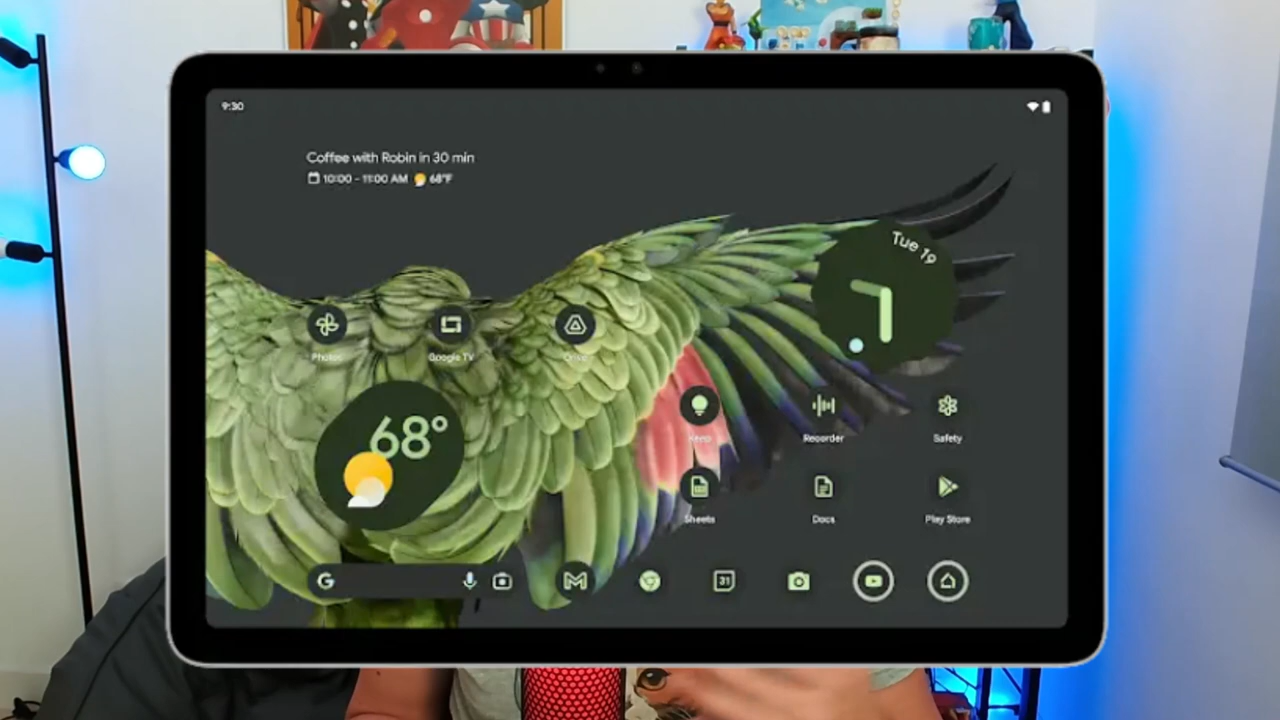 9:30
Coffee with Robin in 30 min
10:00 - 11:00 AM 68°F
Tue 19
Photos Google TV Drive
68°
Keep Recorder Safety
Sheets Docs Play Store
G
31